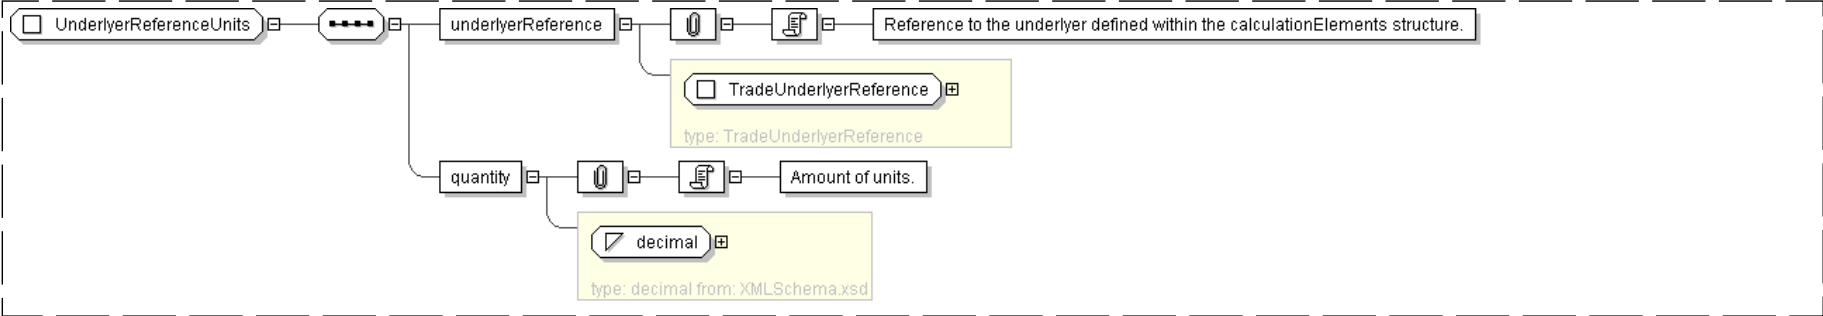 UnderlyerReferenceUnits
underlyerReference
Reference to the underlyer defined within the calculationElements structure.
TradeUnderlyerReference
type: TradeUnderlyerReference
quantity
Amount of units.
decimal
type: decimal from: XMLSchema.xsd